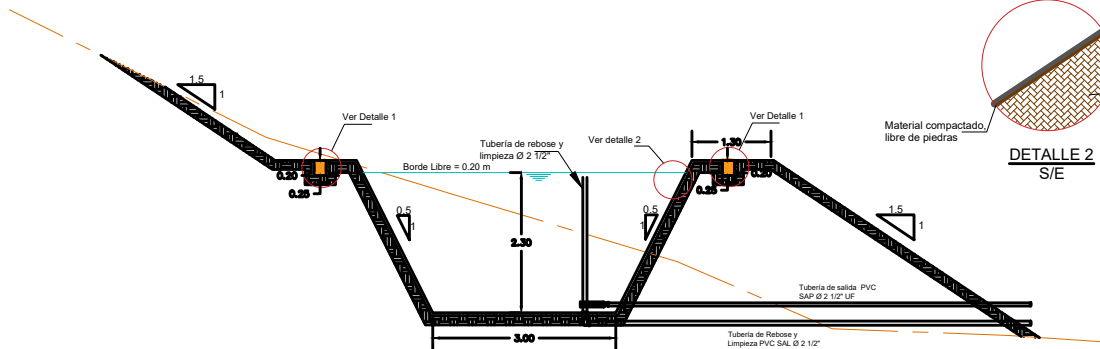 1.5
1
Ver Detalle 1
Borde Libre = 0.20 m
0.20
0.25
Tubería de rebose y
limpieza Ø 2 1/2"
Ver detalle 2
Ver Detalle 1
1.30
0.20
0.25
0.5
1
2.30
0.5
1
1.5
1
3.00
Tubería de salida PVC
SAP Ø 2 1/2" UF
Tubería de Rebose y
Limpieza PVC SAL Ø 2 1/2"
Material compactado,
libre de piedras
DETALLE 2
S/E